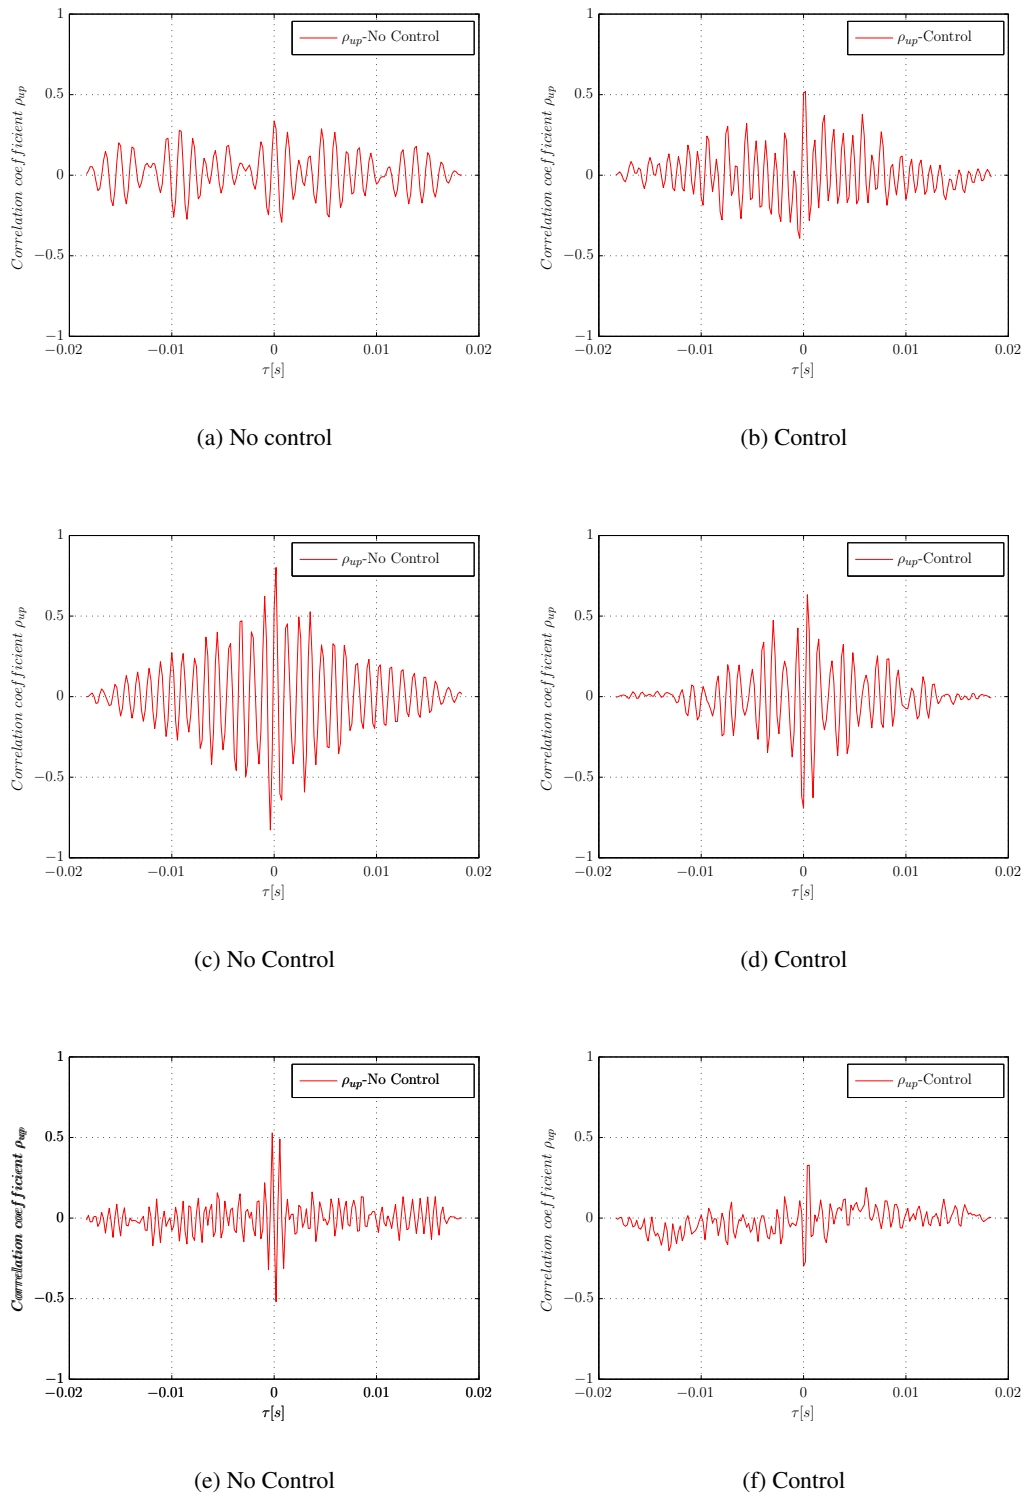 1
0.5
0
−0.5
−1
−0.02
−0.01
0
0.01
0.02
τ[s]
Correlation coefficient ρup
ρup-No Control
(a) No control
1
0.5
0
−0.5
−1
−0.02
−0.01
0
0.01
0.02
τ[s]
Correlation coefficient ρup
ρup-Control
(b) Control
1
0.5
0
−0.5
−1
−0.02
−0.01
0
0.01
0.02
τ[s]
Correlation coefficient ρup
ρup-No Control
(c) No Control
1
0.5
0
−0.5
−1
−0.02
−0.01
0
0.01
0.02
τ[s]
Correlation coefficient ρup
ρup-Control
(d) Control
1
0.5
0
−0.5
−1
−0.02
−0.01
0
0.01
0.02
τ[s]
Correlation coefficient ρup
ρup-No Control
(e) No Control
1
0.5
0
−0.5
−1
−0.02
−0.01
0
0.01
0.02
τ[s]
Correlation coefficient ρup
ρup-Control
(f) Control